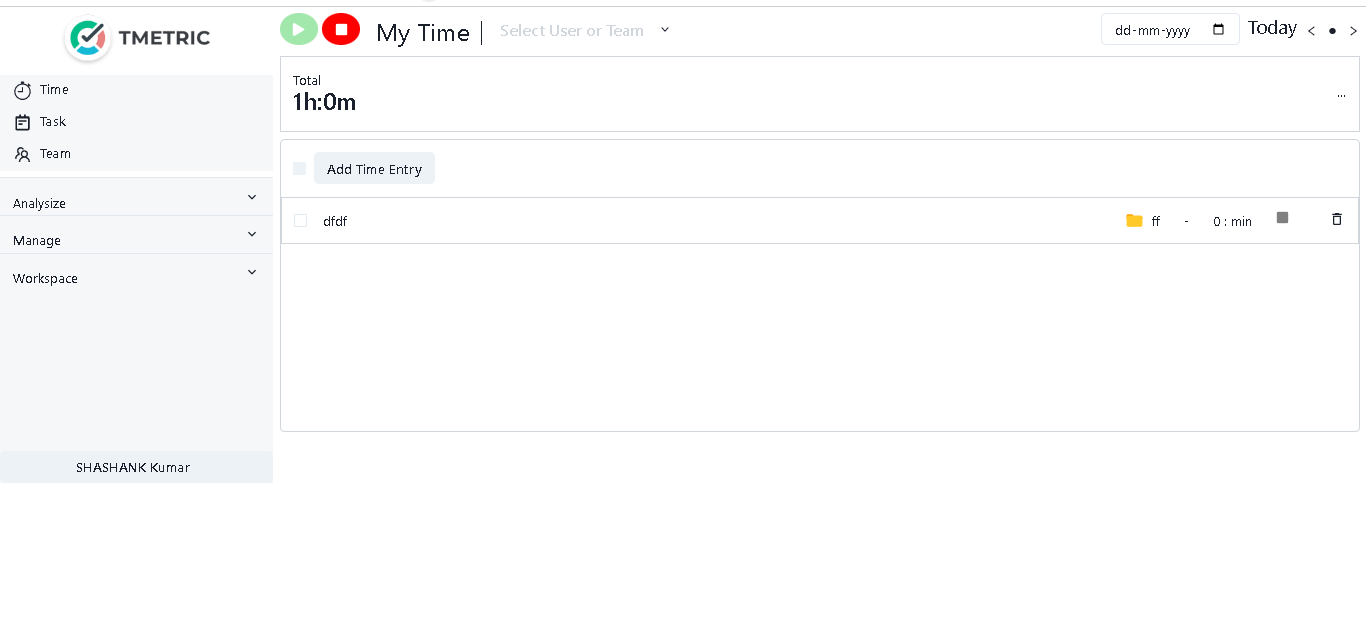 TMETRIC
Time
Task
Team
Analysize
Manage
Workspace
SHASHANK Kumar
My Time
Select User or Team
dd-mm-yyyy
Today
Total
1h:0m
...
Add Time Entry
dfdf
ff - 0 : min